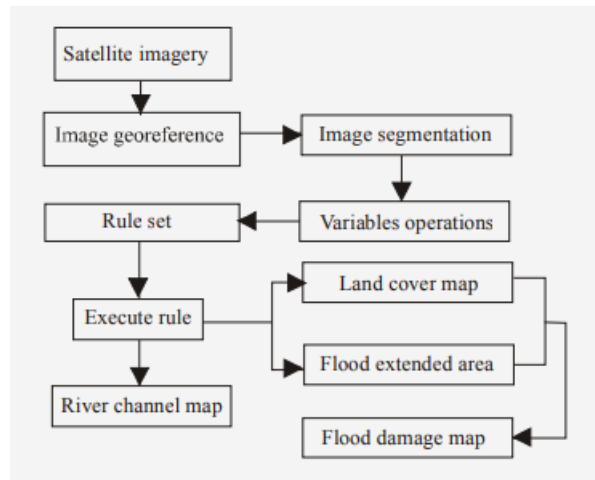 Satellite imagery
Image georeference
Image segmentation
Rule set
Variables operations
Land cover map
Execute rule
Flood extended area
River channel map
Flood damage map